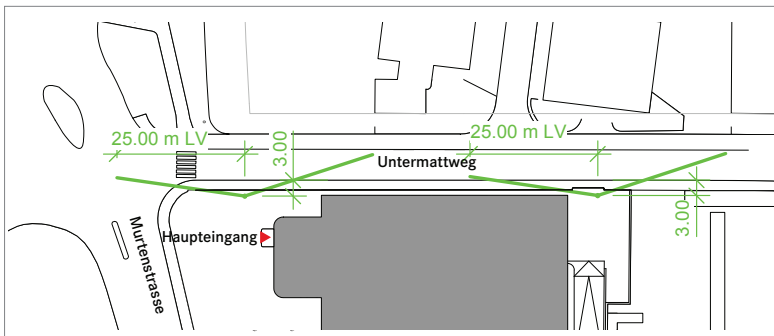 25.00 m LV
3.00
25.00 m LV
Untermattweg
3.00
Haupteingang
Murtenstrasse